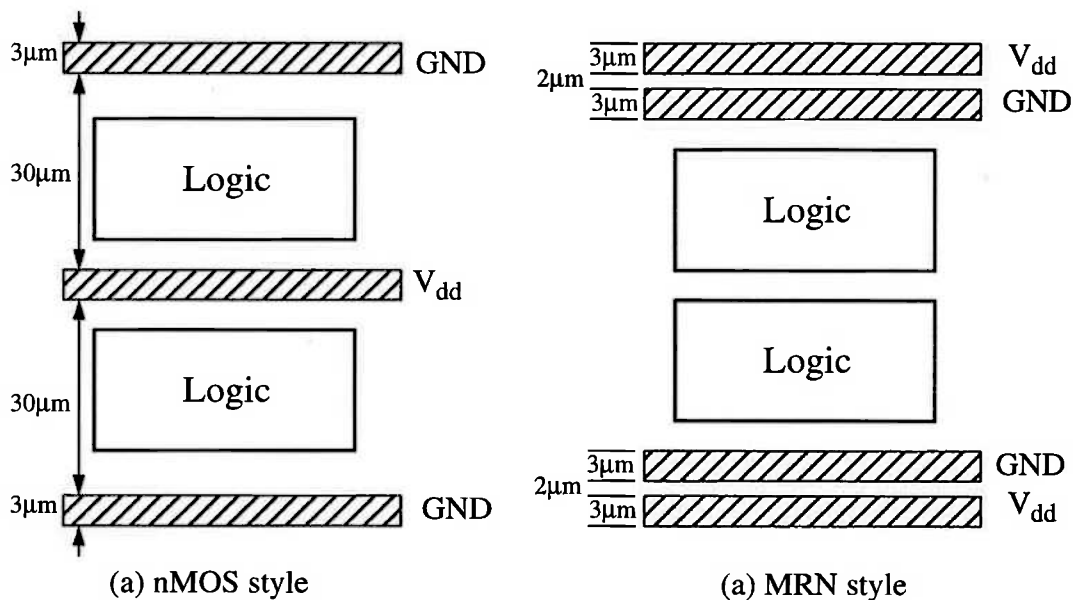 3μm
GND
30μm
Logic
V_dd
30μm
Logic
3μm
GND
(a) nMOS style
3μm
V_dd
2μm
3μm
GND
Logic
Logic
3μm
GND
2μm
3μm
V_dd
(a) MRN style